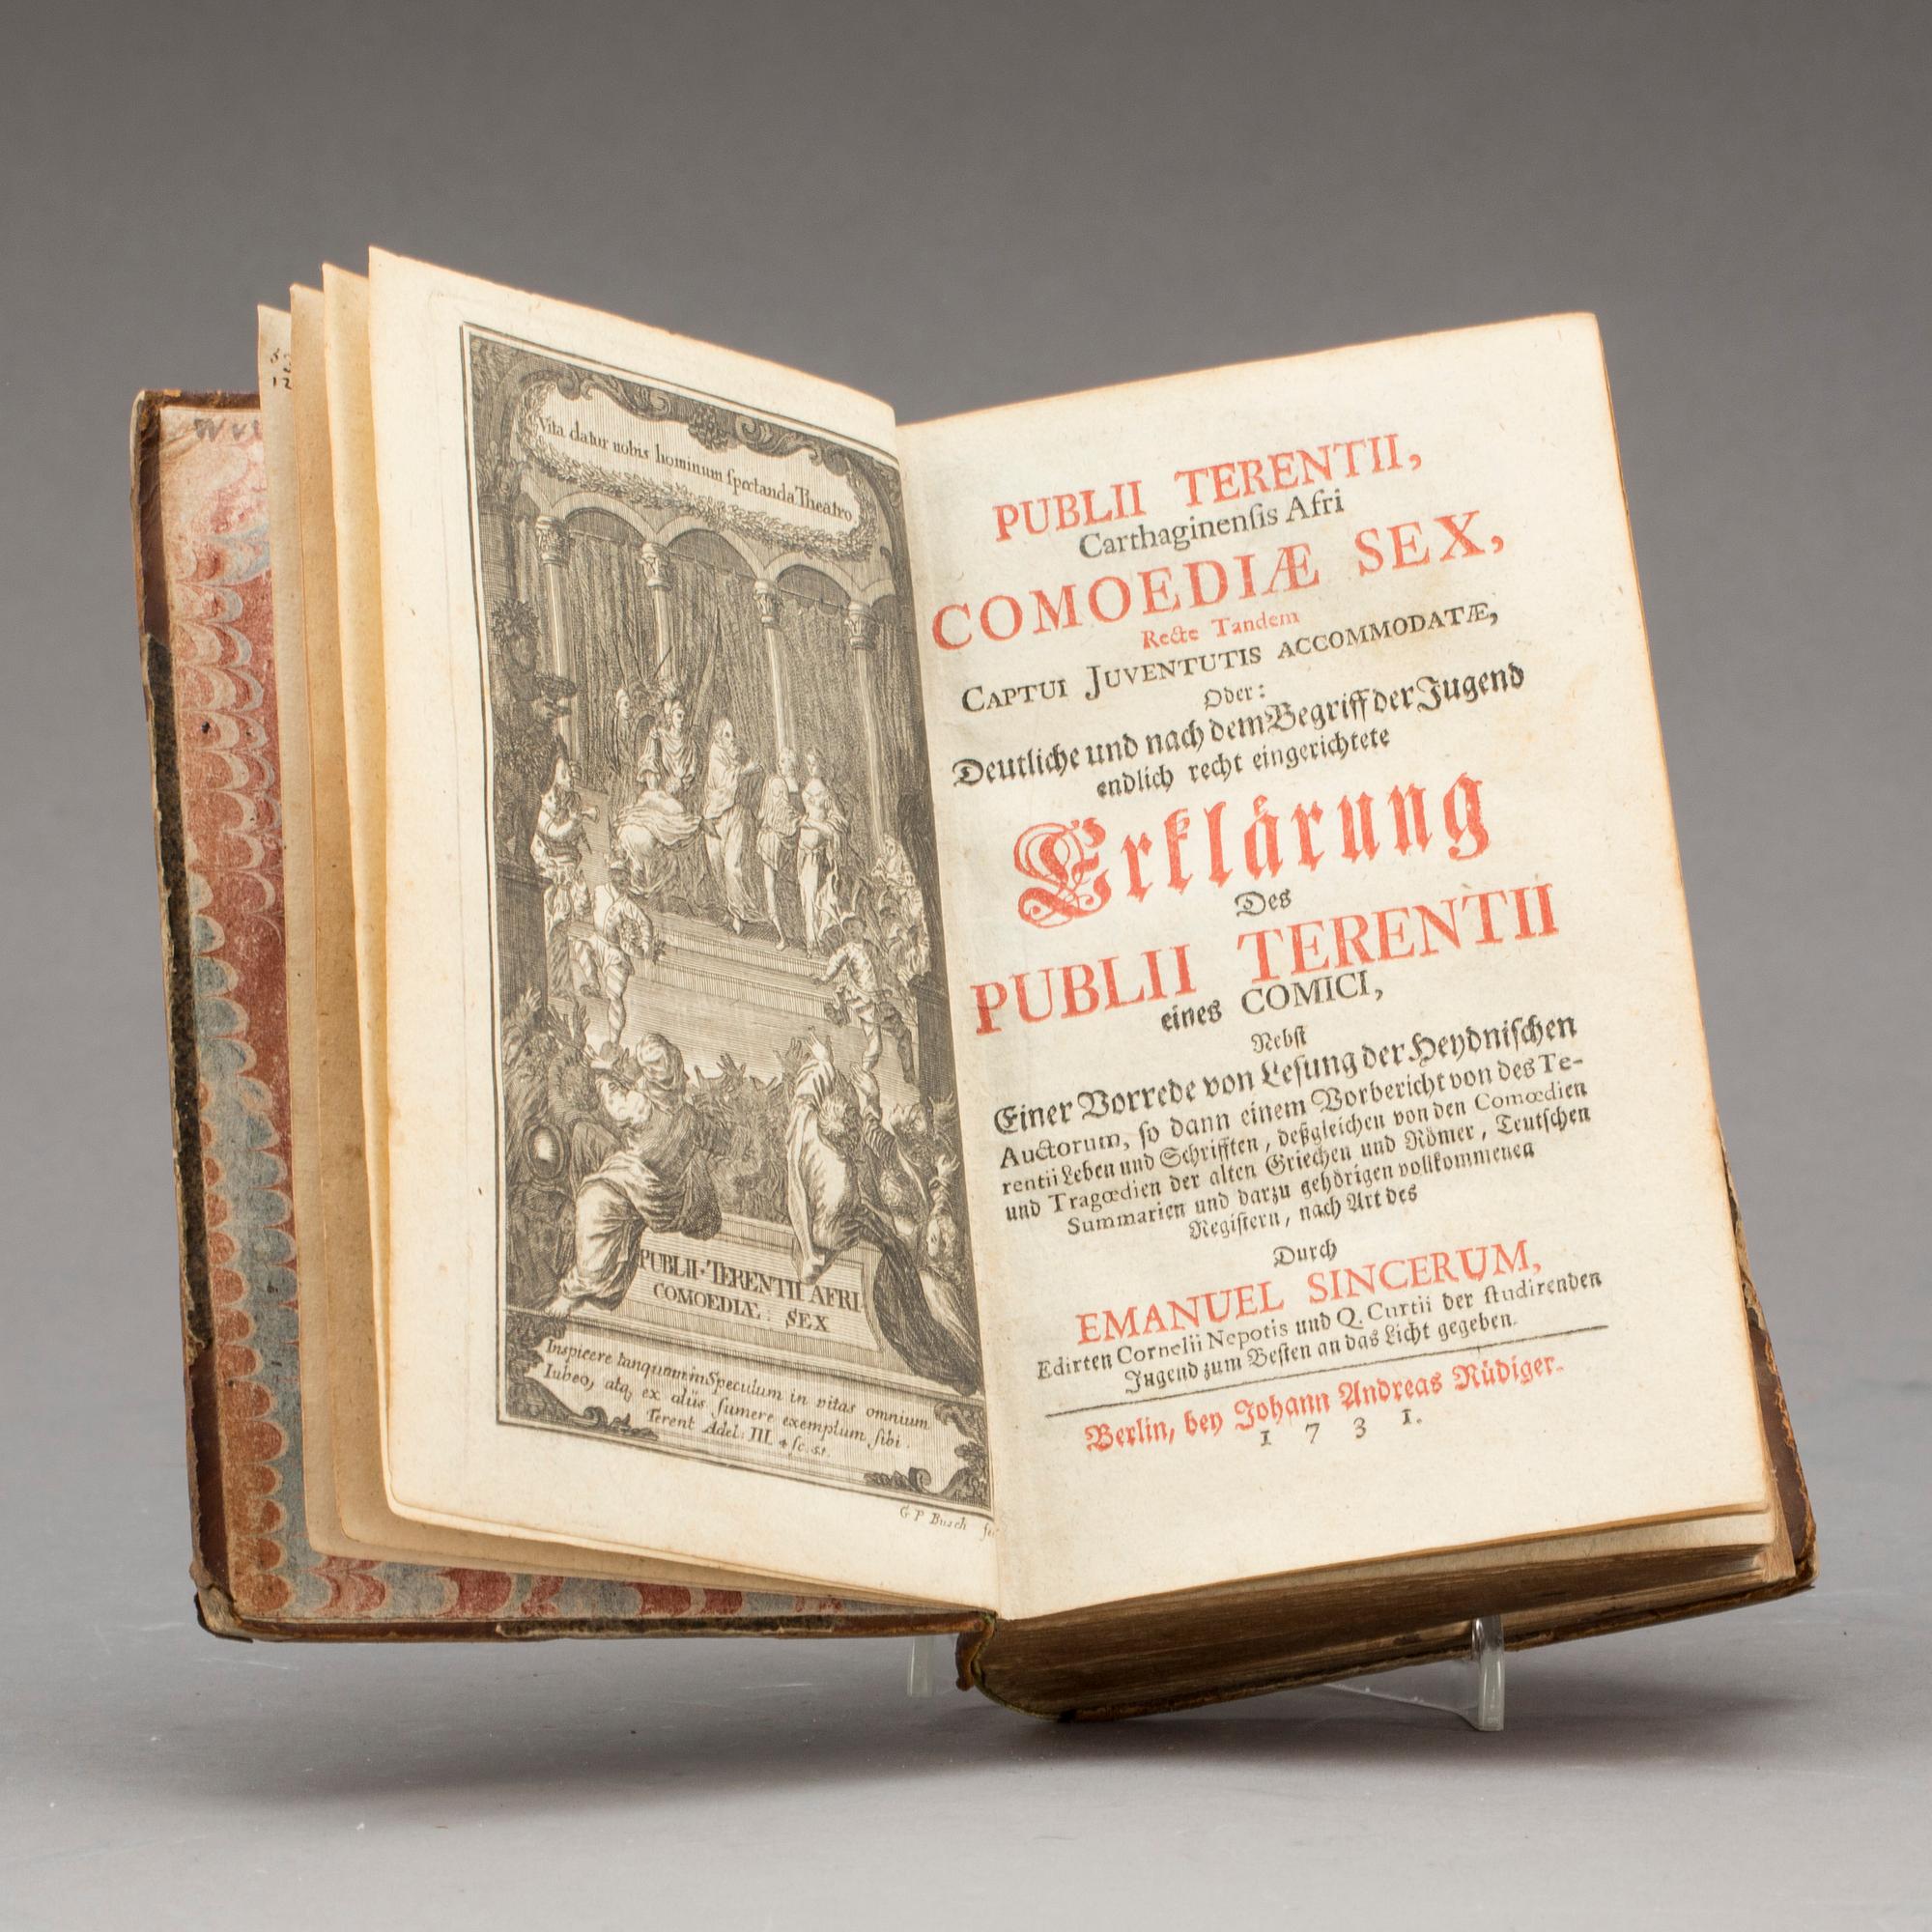 32
12
Vita datur nobis hominum spectanda Theatro
PUBLII·TERENTII AFRI
COMOEDIÆ. SEX
Inspicere tanquam in Speculum in vitas omnium
Iubeo, atq ex aliis sumere exemplum sibi.
Terent Adel: III.
G P Busch
PUBLII TERENTII,
Carthaginensis Afri
COMOEDIÆ SEX,
Recte Tandem
CAPTUI JUVENTUTIS ACCOMMODATÆ,
Oder:
Deutliche und nach dem Begriff der Jugend
endlich recht eingerichtete
Erklärung
Des
PUBLII TERENTII
eines COMICI,
Nebst
Einer Vorrede von Lesung der Heydnischen
Auctorum, so dann einem Vorbericht von des Te-
rentii Leben und Schrifften, deßgleichen von den Comœdien
und Tragœdien der alten Griechen und Römer, Teutschen
Summarien und darzu gehörigen vollkommenen
Registern, nach Art des
Durch
EMANUEL SINCERUM,
Edirten Cornelii Nepotis und Q. Curtii der studirenden
Jugend zum Besten an das Licht gegeben.
Berlin, bey Johann Andreas Rüdiger.
1731.